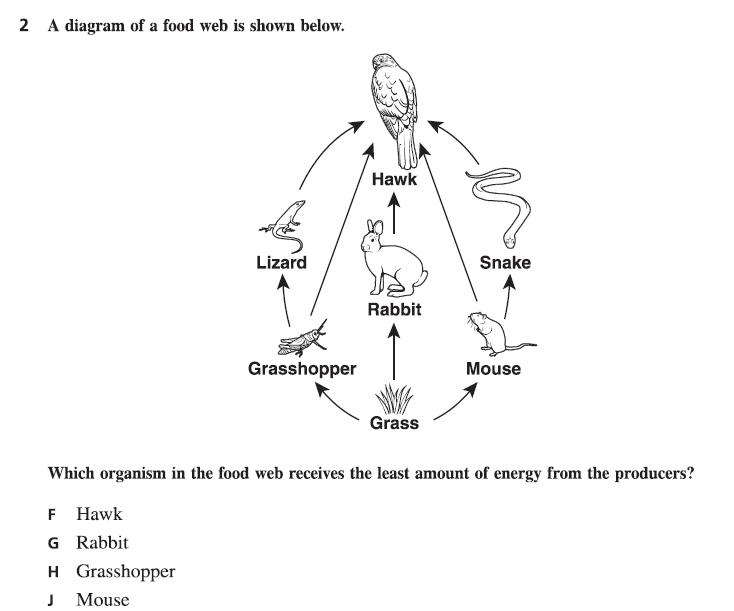 2 A diagram of a food web is shown below.
Hawk
Lizard
Snake
Rabbit
Grasshopper
Mouse
Grass
Which organism in the food web receives the least amount of energy from the producers?
F Hawk
G Rabbit
H Grasshopper
J Mouse